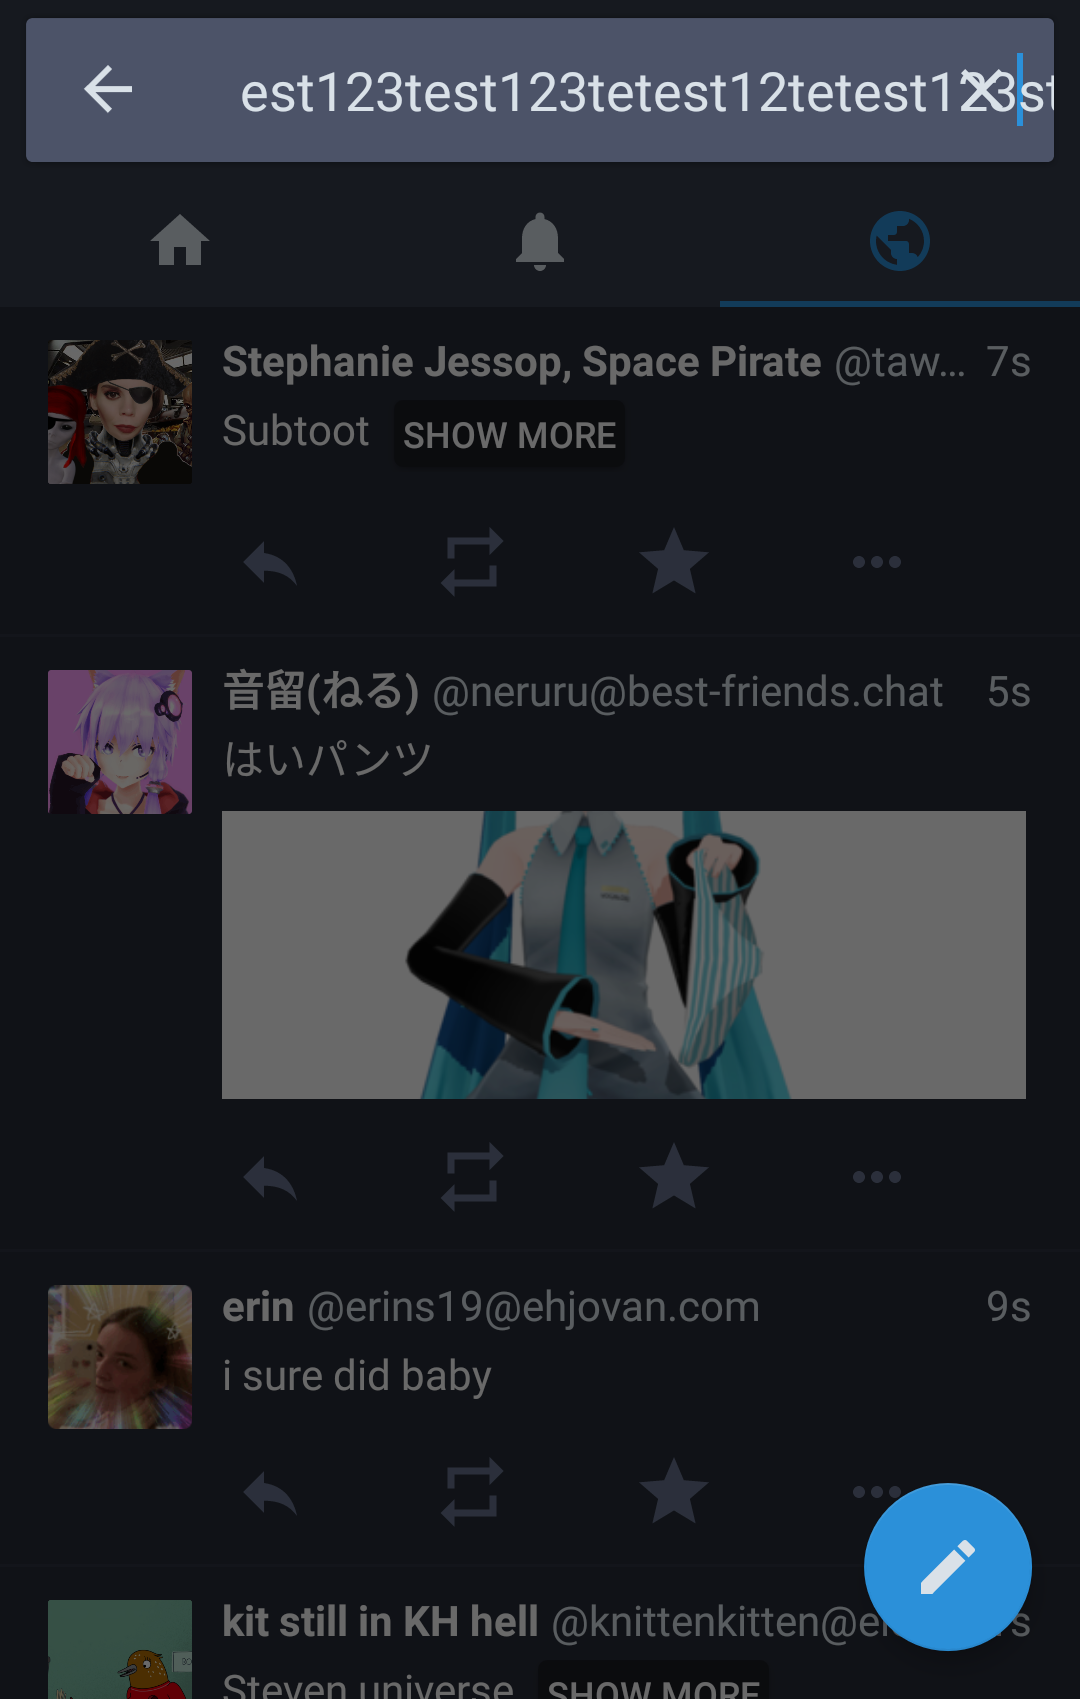 est123test123tetest12tetest123st
Stephanie Jessop, Space Pirate @taw... 7s
Subtoot SHOW MORE
音留(ねる) @neruru@best-friends.chat 5s
はいパンツ
erin @erins19@ehjovan.com 9s
i sure did baby
kit still in KH hell @knittenkitten@el s
Steven universe SHOW MORE